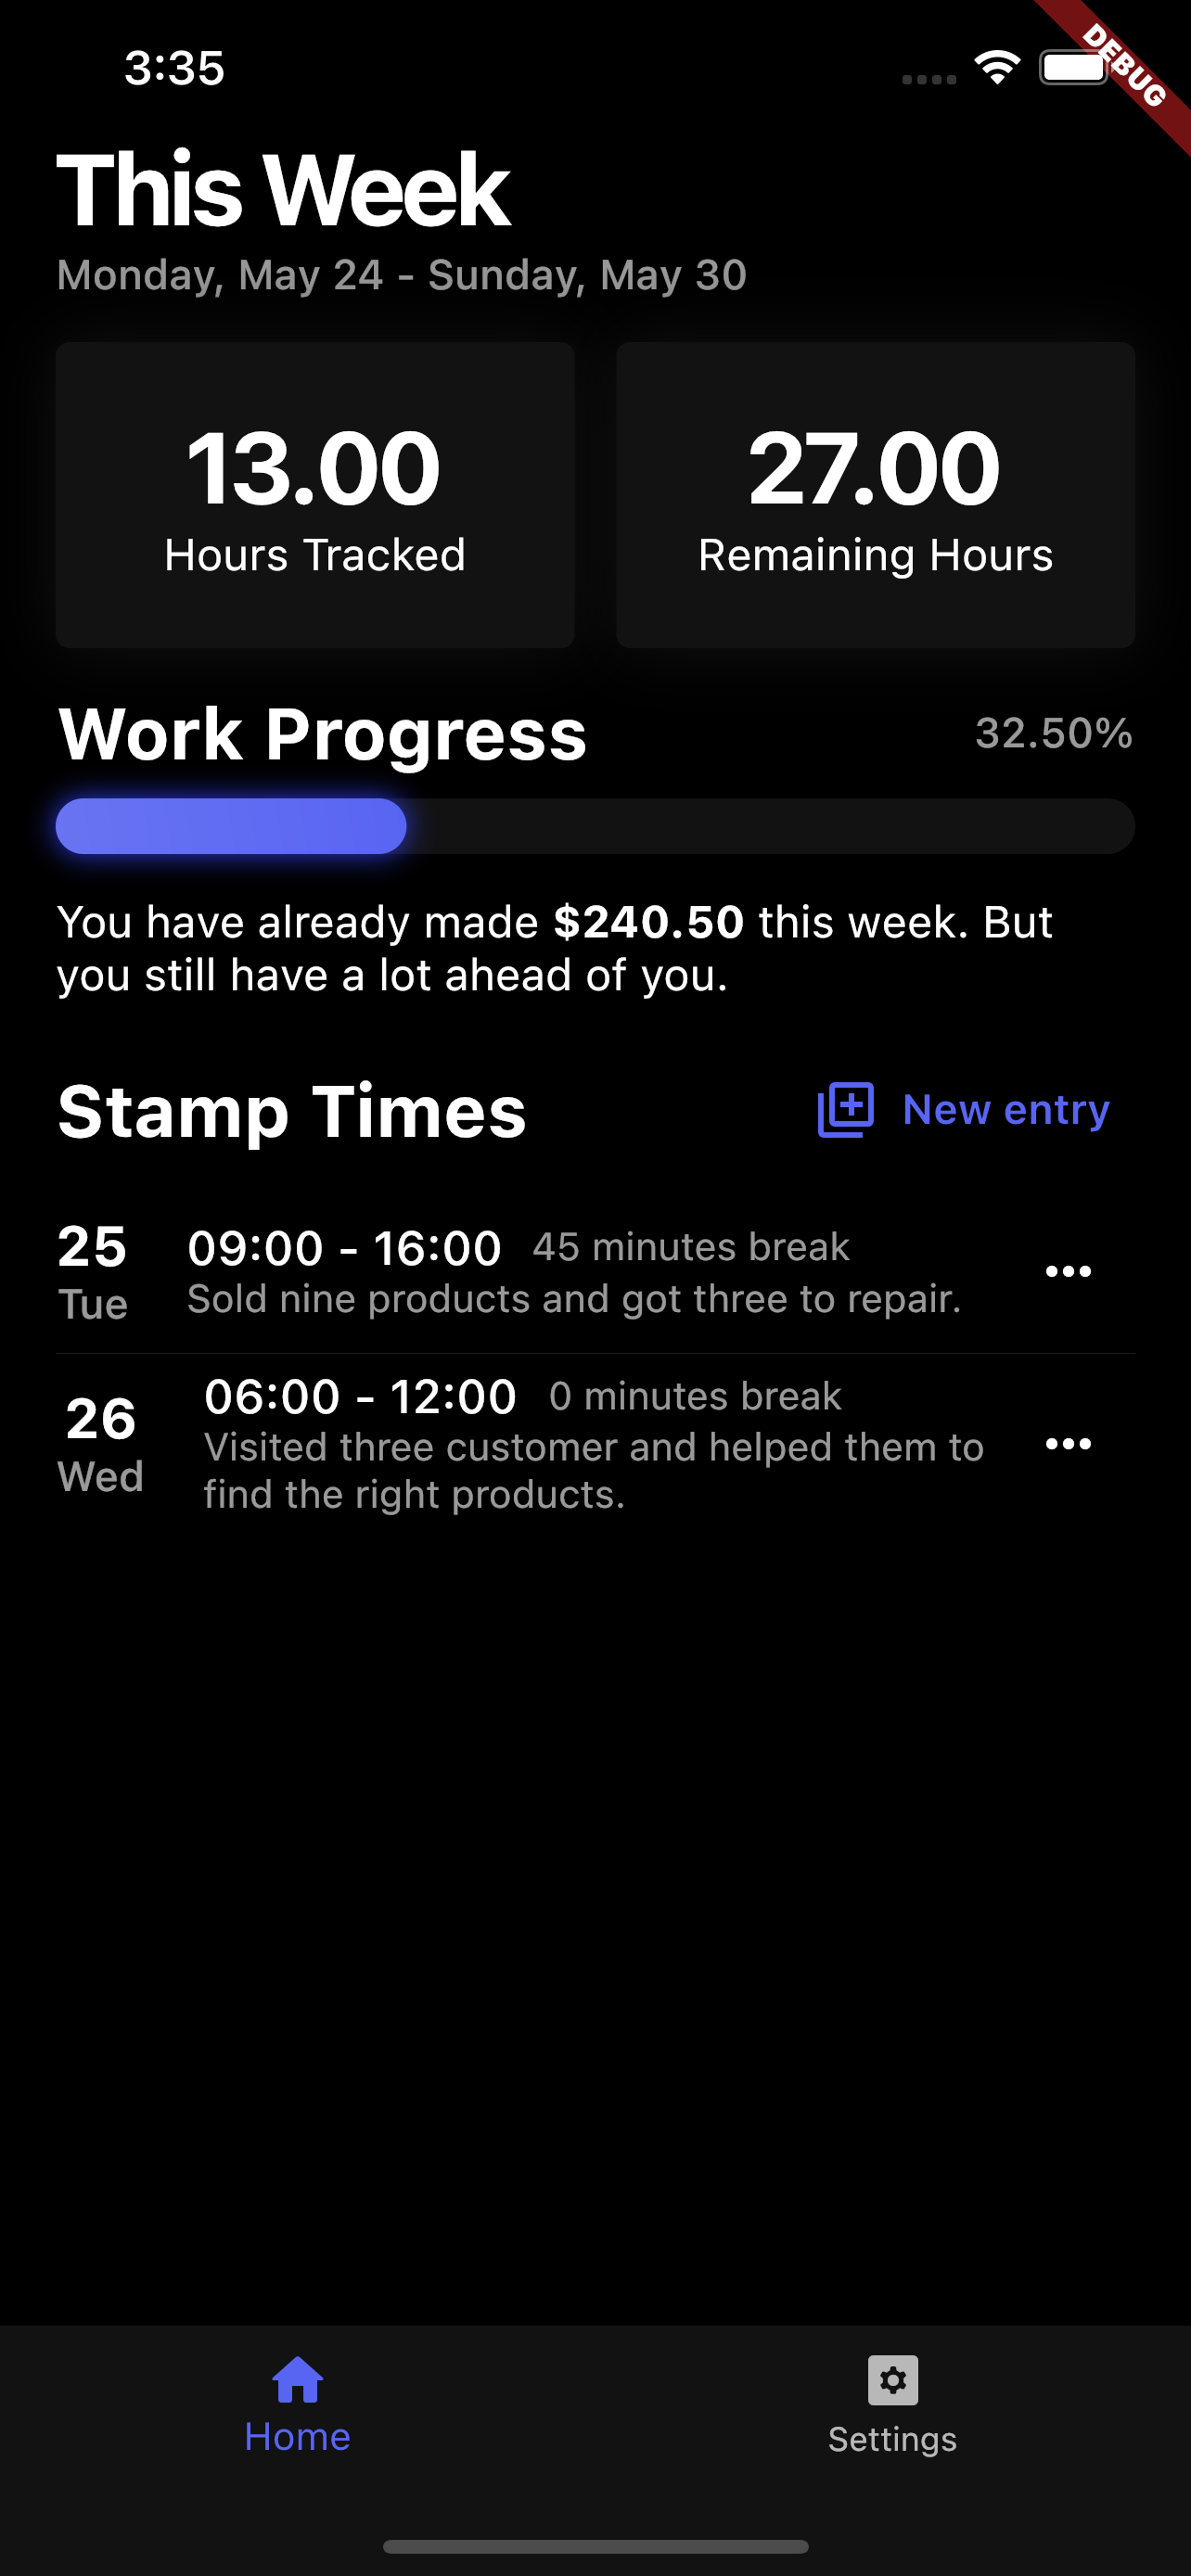 3:35
DEBUG
This Week
Monday, May 24 - Sunday, May 30
13.00
Hours Tracked
27.00
Remaining Hours
Work Progress
32.50%
You have already made $240.50 this week. But
you still have a lot ahead of you.
Stamp Times
New entry
25
Tue
09:00 - 16:00 45 minutes break
Sold nine products and got three to repair.
26
Wed
06:00 - 12:00 0 minutes break
Visited three customer and helped them to
find the right products.
Home
Settings